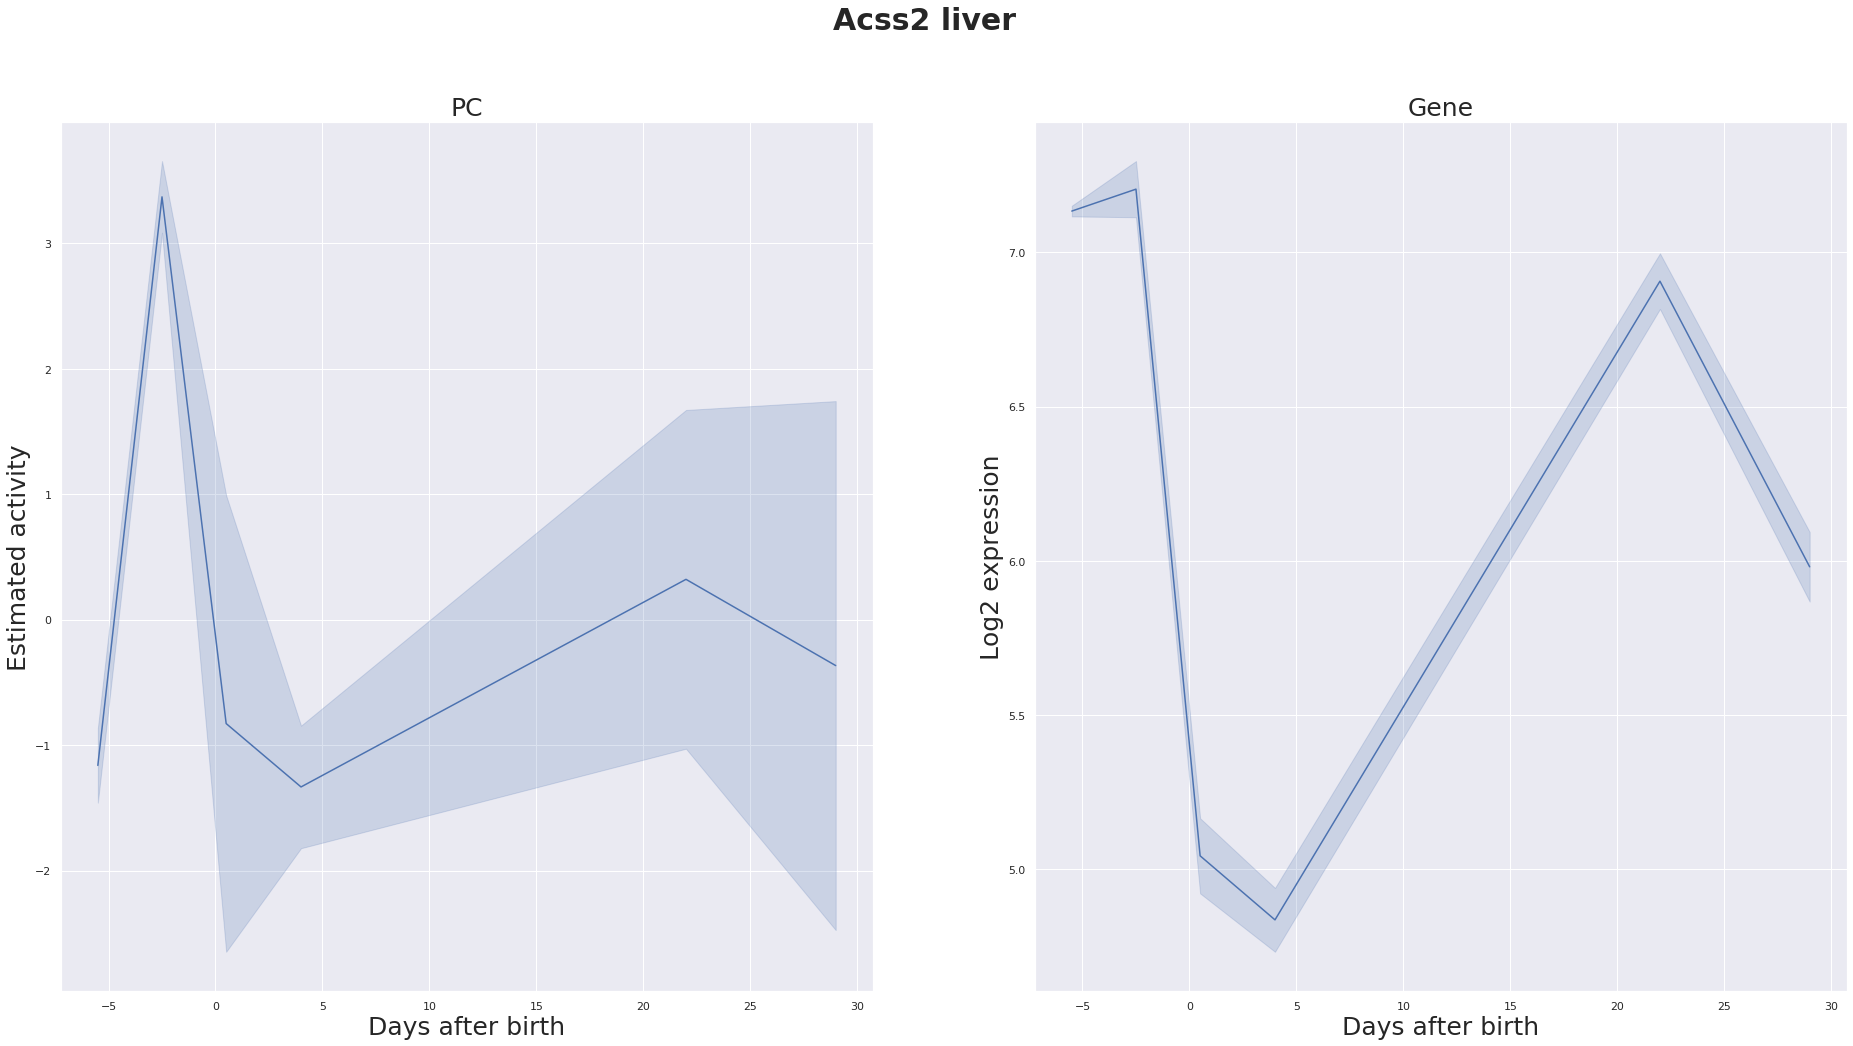 Acss2 liver
PC
Estimated activity
3
2
1
0
−1
−2
−5 0 5 10 15 20 25 30
Days after birth
Gene
Log2 expression
7.0
6.5
6.0
5.5
5.0
−5 0 5 10 15 20 25 30
Days after birth